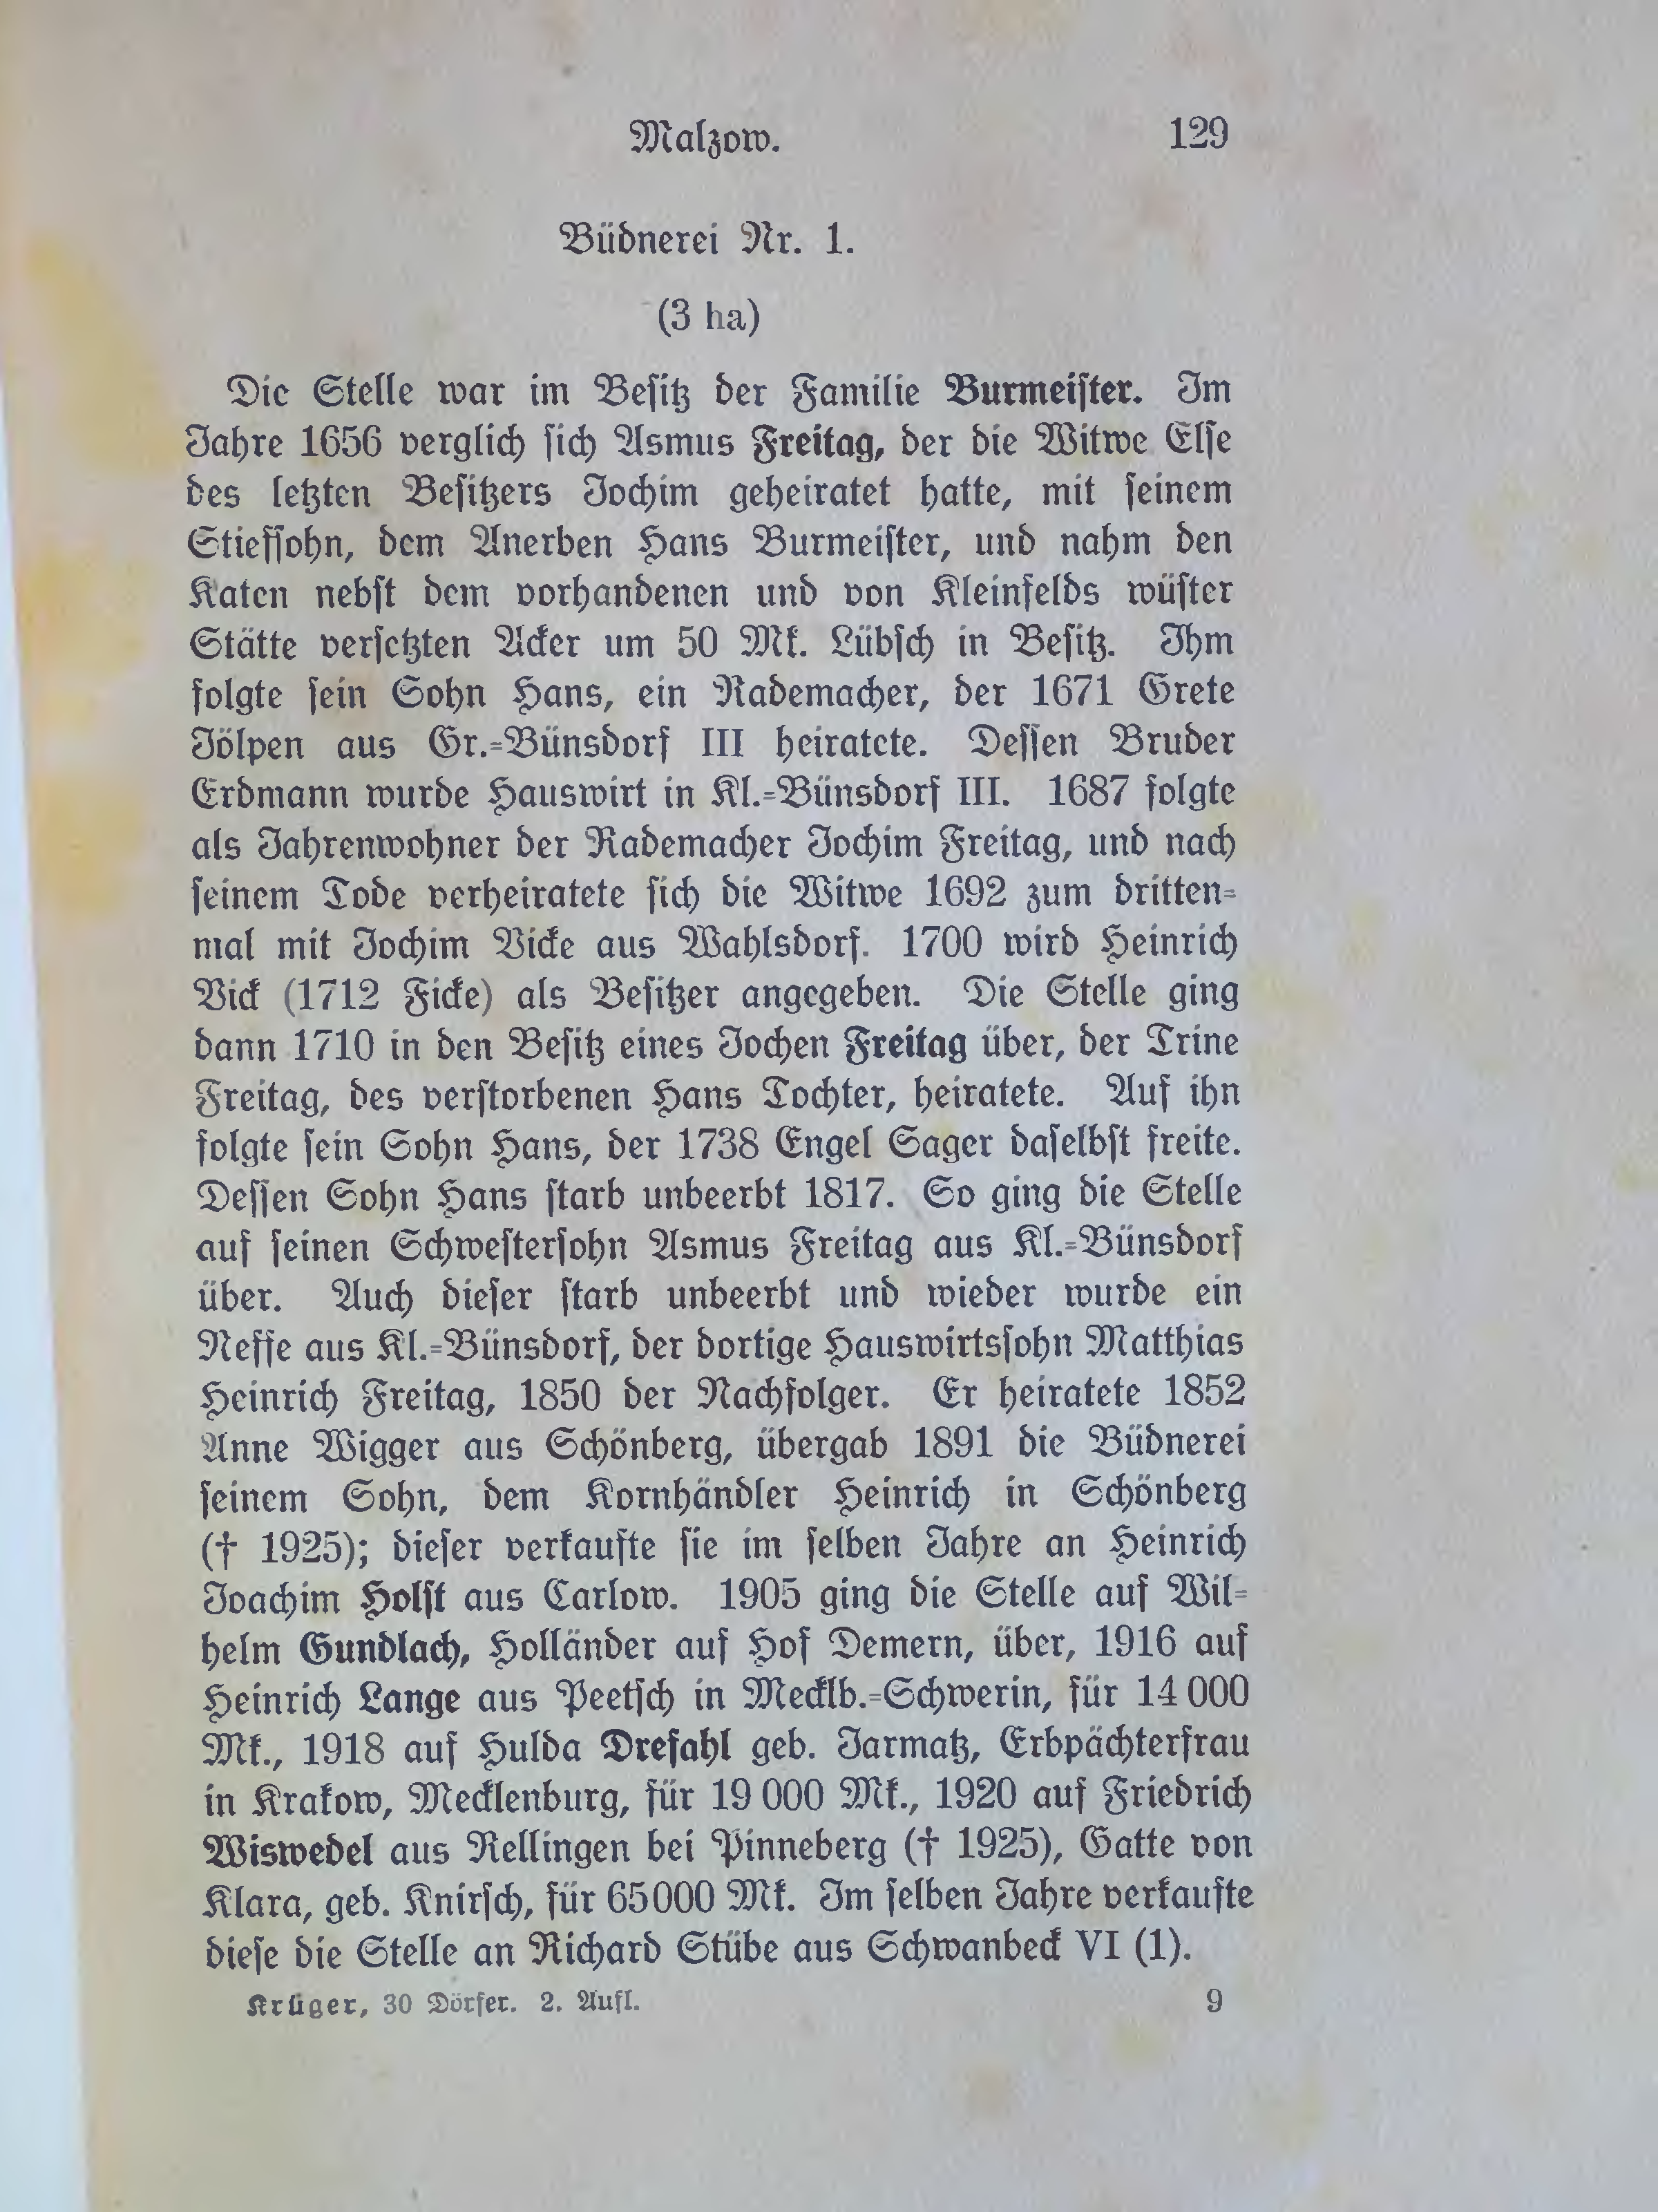 Malzow.
129
Büdnerei Nr. 1.
(3 ha)
Die Stelle war im Beſitz der Familie Burmeiſter. Im
Jahre 1656 verglich ſich Asmus Freitag, der die Witwe Elſe
des letzten Beſitzers Jochim geheiratet hatte, mit ſeinem
Stiefſohn, dem Anerben Hans Burmeiſter, und nahm den
Katen nebſt dem vorhandenen und von Kleinfelds wüſter
Stätte verſetzten Acker um 50 Mk. Lübſch in Beſitz. Ihm
folgte ſein Sohn Hans, ein Rademacher, der 1671 Grete
Jölpen aus Gr.-Bünsdorf III heiratete. Deſſen Bruder
Erdmann wurde Hauswirt in Kl.-Bünsdorf III. 1687 folgte
als Jahrenwohner der Rademacher Jochim Freitag, und nach
ſeinem Tode verheiratete ſich die Witwe 1692 zum dritten-
mal mit Jochim Vicke aus Wahlsdorf. 1700 wird Heinrich
Vick (1712 Ficke) als Beſitzer angegeben. Die Stelle ging
dann 1710 in den Beſitz eines Jochen Freitag über, der Trine
Freitag, des verſtorbenen Hans Tochter, heiratete. Auf ihn
folgte ſein Sohn Hans, der 1738 Engel Sager daſelbſt freite.
Deſſen Sohn Hans ſtarb unbeerbt 1817. So ging die Stelle
auf ſeinen Schweſterſohn Asmus Freitag aus Kl.-Bünsdorf
über. Auch dieſer ſtarb unbeerbt und wieder wurde ein
Neffe aus Kl.-Bünsdorf, der dortige Hauswirtsſohn Matthias
Heinrich Freitag, 1850 der Nachfolger. Er heiratete 1852
Anne Wigger aus Schönberg, übergab 1891 die Büdnerei
ſeinem Sohn, dem Kornhändler Heinrich in Schönberg
(† 1925); dieſer verkaufte ſie im ſelben Jahre an Heinrich
Joachim Holſt aus Carlow. 1905 ging die Stelle auf Wil-
helm Gundlach, Holländer auf Hof Demern, über, 1916 auf
Heinrich Lange aus Peetſch in Mecklb.-Schwerin, für 14 000
Mk., 1918 auf Hulda Drefahl geb. Jarmatz, Erbpächterfrau
in Krakow, Mecklenburg, für 19 000 Mk., 1920 auf Friedrich
Wiswedel aus Rellingen bei Pinneberg († 1925), Gatte von
Klara, geb. Knirſch, für 65000 Mk. Im ſelben Jahre verkaufte
dieſe die Stelle an Richard Stübe aus Schwanbeck VI (1).
Krüger, 30 Dörfer. 2. Aufl.
9